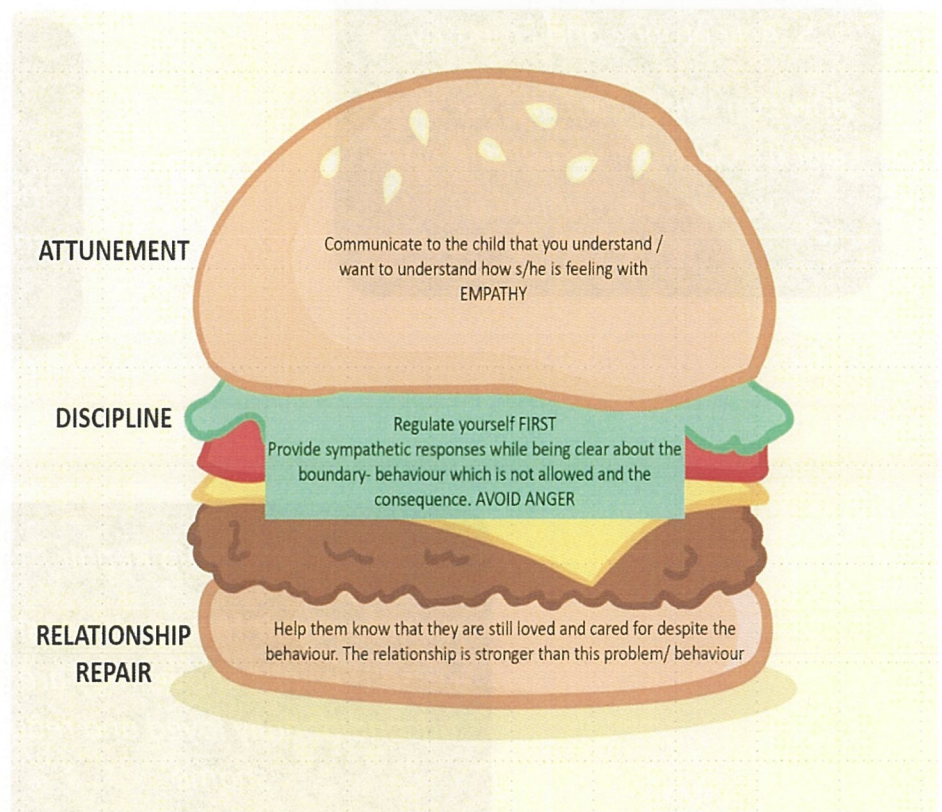 ATTUNEMENT
Communicate to the child that you understand /
want to understand how s/he is feeling with
EMPATHY
DISCIPLINE
Regulate yourself FIRST
Provide sympathetic responses while being clear about the
boundary- behaviour which is not allowed and the
consequence. AVOID ANGER
RELATIONSHIP
REPAIR
Help them know that they are still loved and cared for despite the
behaviour. The relationship is stronger than this problem/ behaviour